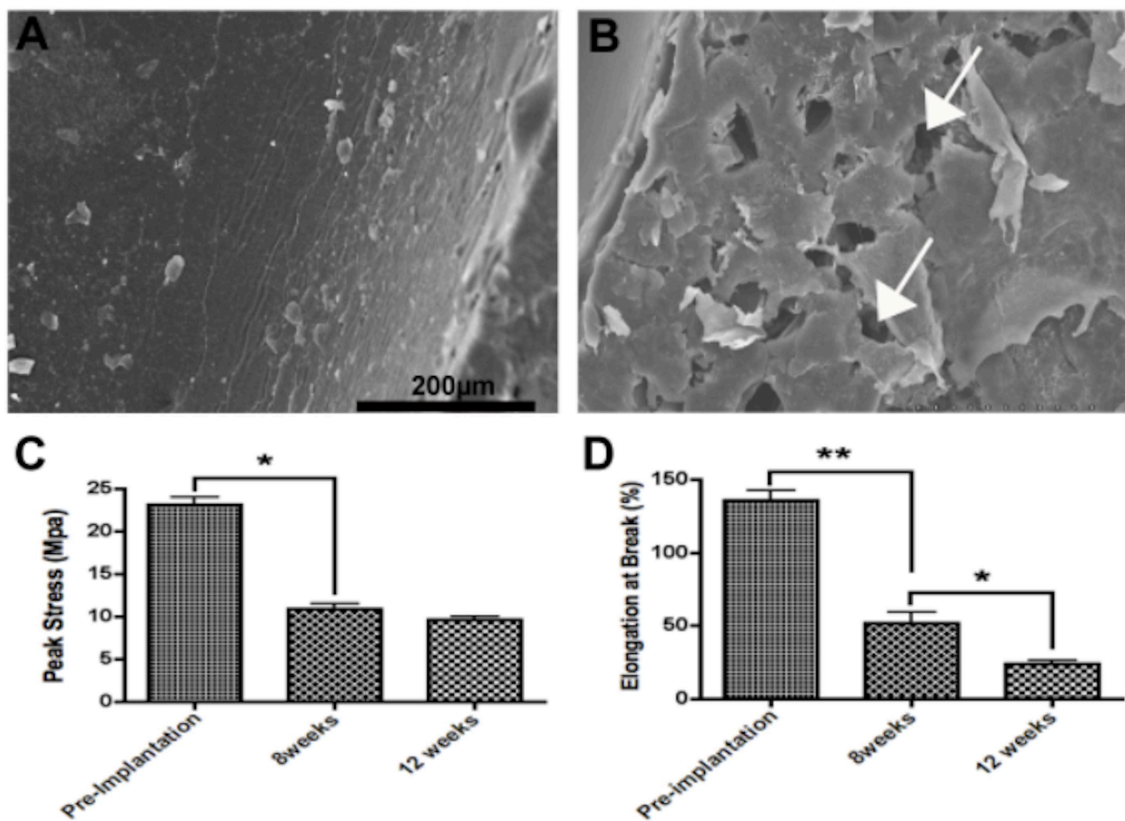 A
B
200µm
C
*
Peak Stress (Mpa)
25
20
15
10
5
0
Pre-Implantation
8weeks
12 weeks
D
**
*
Elongation at Break (%)
150
100
50
0
Pre-implantation
8weeks
12 weeks